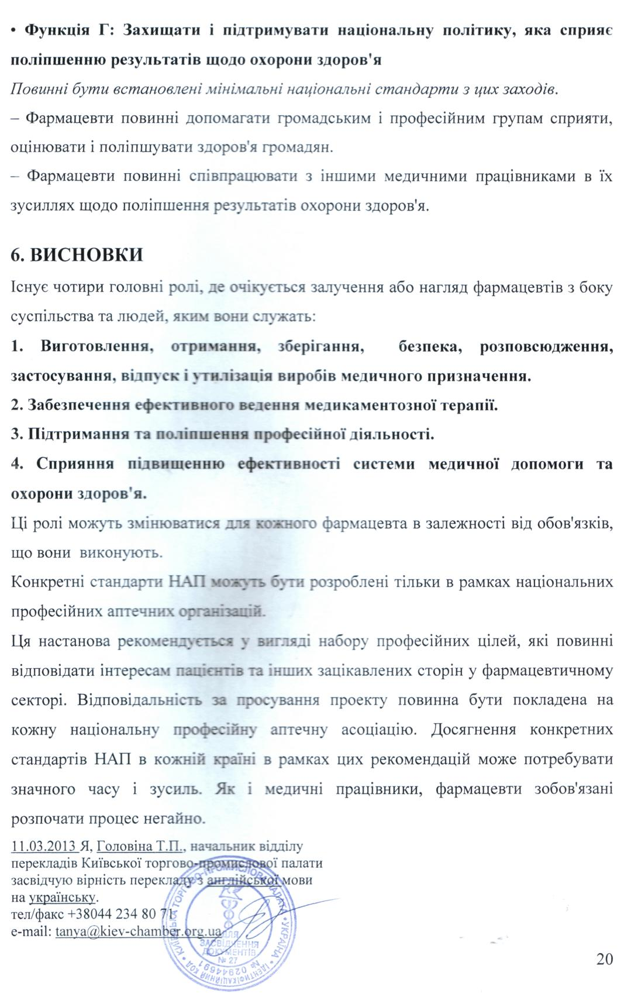 • Функція Г: Захищати і підтримувати національну політику, яка сприяє
поліпшенню результатів щодо охорони здоров'я
Повинні бути встановлені мінімальні національні стандарти з цих заходів.
– Фармацевти повинні допомагати громадським і професійним групам сприяти,
оцінювати і поліпшувати здоров'я громадян.
– Фармацевти повинні співпрацювати з іншими медичними працівниками в їх
зусиллях щодо поліпшення результатів охорони здоров'я.
6. ВИСНОВКИ
Існує чотири головні ролі, де очікується залучення або нагляд фармацевтів з боку
суспільства та людей, яким вони служать:
1. Виготовлення, отримання, зберігання, безпека, розповсюдження,
застосування, відпуск і утилізація виробів медичного призначення.
2. Забезпечення ефективного ведення медикаментозної терапії.
3. Підтримання та поліпшення професійної діяльності.
4. Сприяння підвищенню ефективності системи медичної допомоги та
охорони здоров'я.
Ці ролі можуть змінюватися для кожного фармацевта в залежності від обов'язків,
що вони виконують.
Конкретні стандарти НАП можуть бути розроблені тільки в рамках національних
професійних аптечних організацій.
Ця настанова рекомендується у вигляді набору професійних цілей, які повинні
відповідати інтересам пацієнтів та інших зацікавлених сторін у фармацевтичному
секторі. Відповідальність за просування проекту повинна бути покладена на
кожну національну професійну аптечну асоціацію. Досягнення конкретних
стандартів НАП в кожній країні в рамках цих рекомендацій може потребувати
значного часу і зусиль. Як і медичні працівники, фармацевти зобов'язані
розпочати процес негайно.
11.03.2013 Я, Головіна Т.П., начальник відділу
перекладів Київської торгово-промислової палати
засвідчую вірність перекладу з англійської мови
на українську.
тел/факс +38044 234 80 71
e-mail: tanya@kiev-chamber.org.ua
КИЇВСЬКА ТОРГОВО-ПРОМИСЛОВА ПАЛАТА • УКРАЇНА •
ІДЕНТИФІКАЦІЙНИЙ КОД •
№ 02944691
ДЛЯ
ЗАСВІДЧЕННЯ
ДОКУМЕНТІВ
№ 27
20